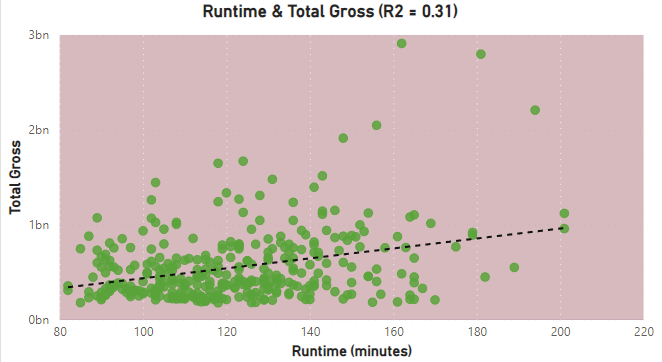 Runtime & Total Gross (R2 = 0.31)
3bn
2bn
1bn
0bn
Total Gross
80 100 120 140 160 180 200 220
Runtime (minutes)